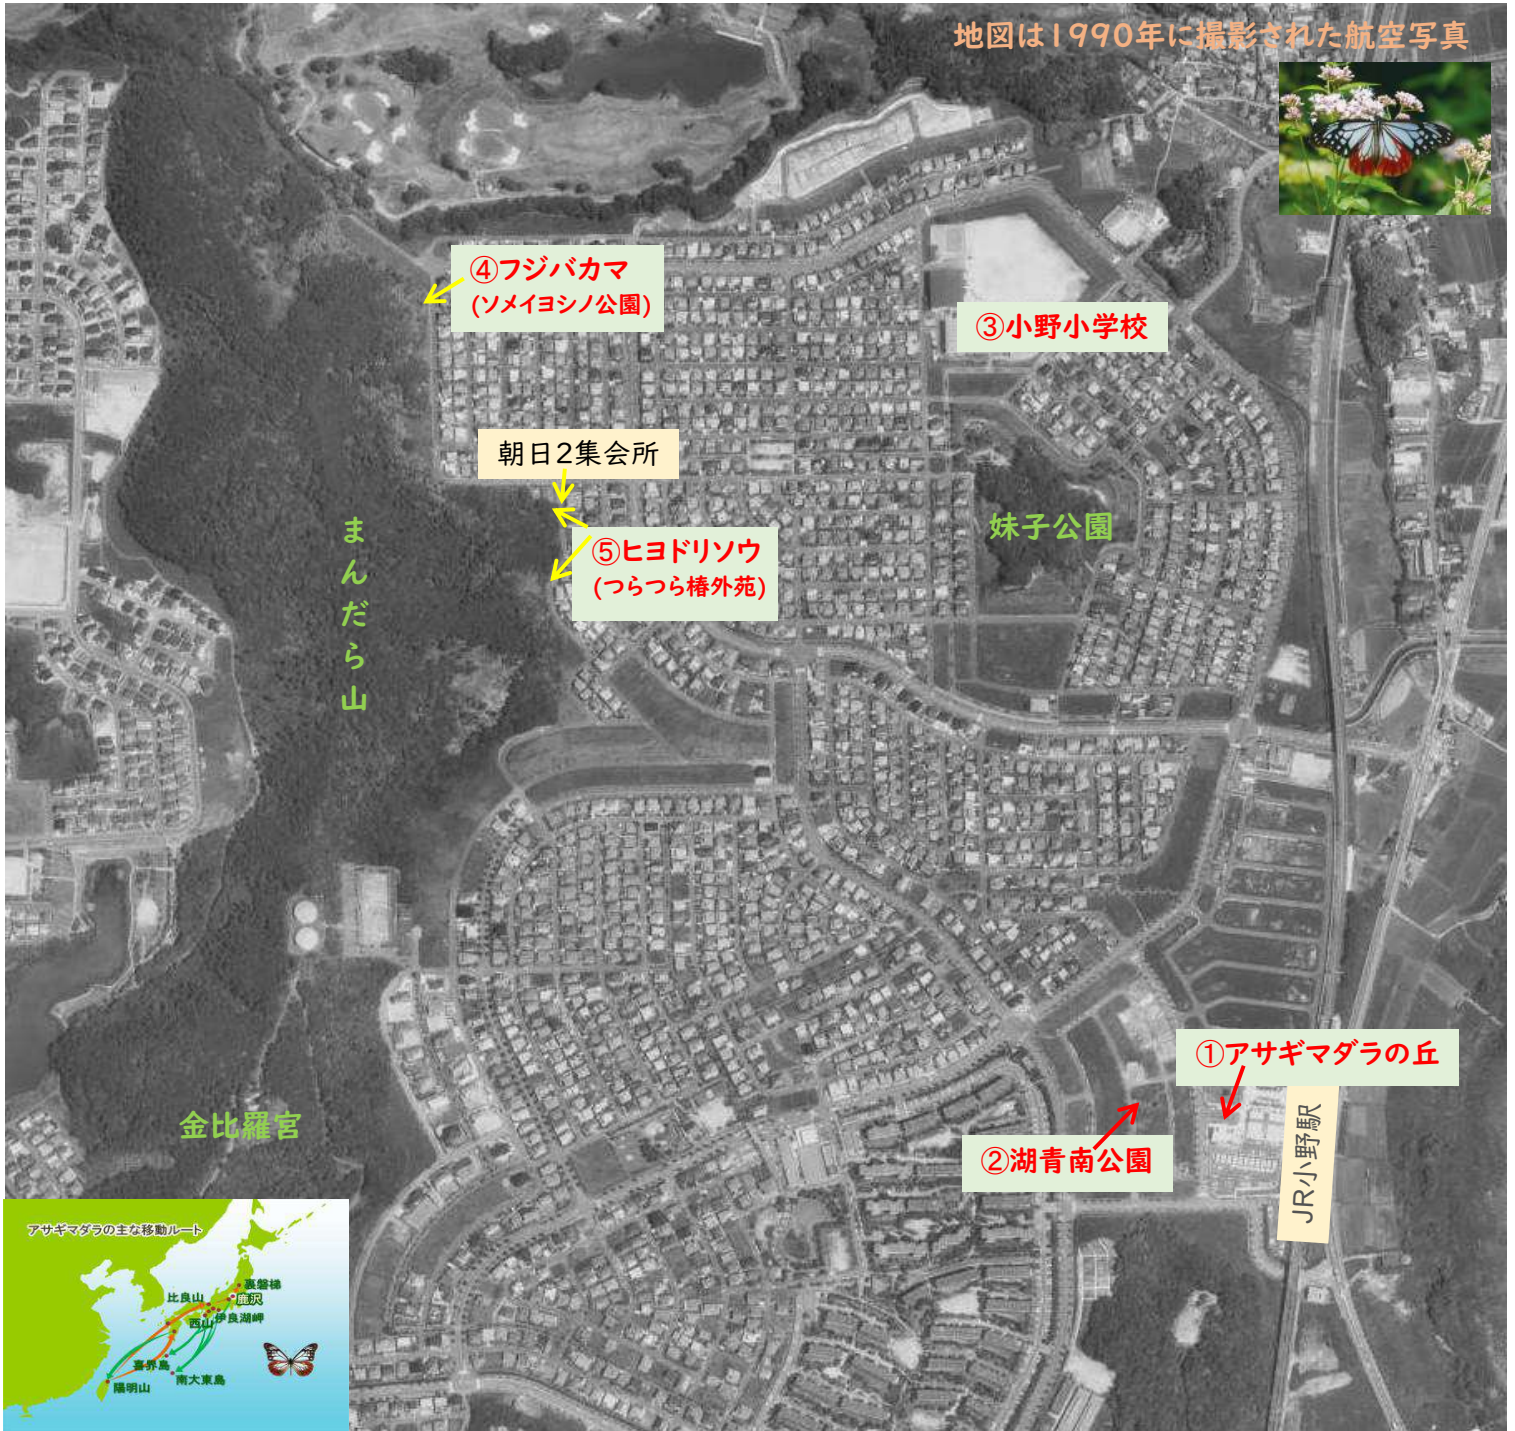 地図は1990年に撮影された航空写真
④フジバカマ
(ソメイヨシノ公園)
③小野小学校
朝日2集会所
⑤ヒヨドリソウ
(つらつら椿外苑)
妹子公園
まんだら山
①アサギマダラの丘
②湖青南公園
JR小野駅
金比羅宮
アサギマダラの主な移動ルート
裏磐梯
鹿沢
比良山
伊良湖岬
西山
喜界島
南大東島
陽明山